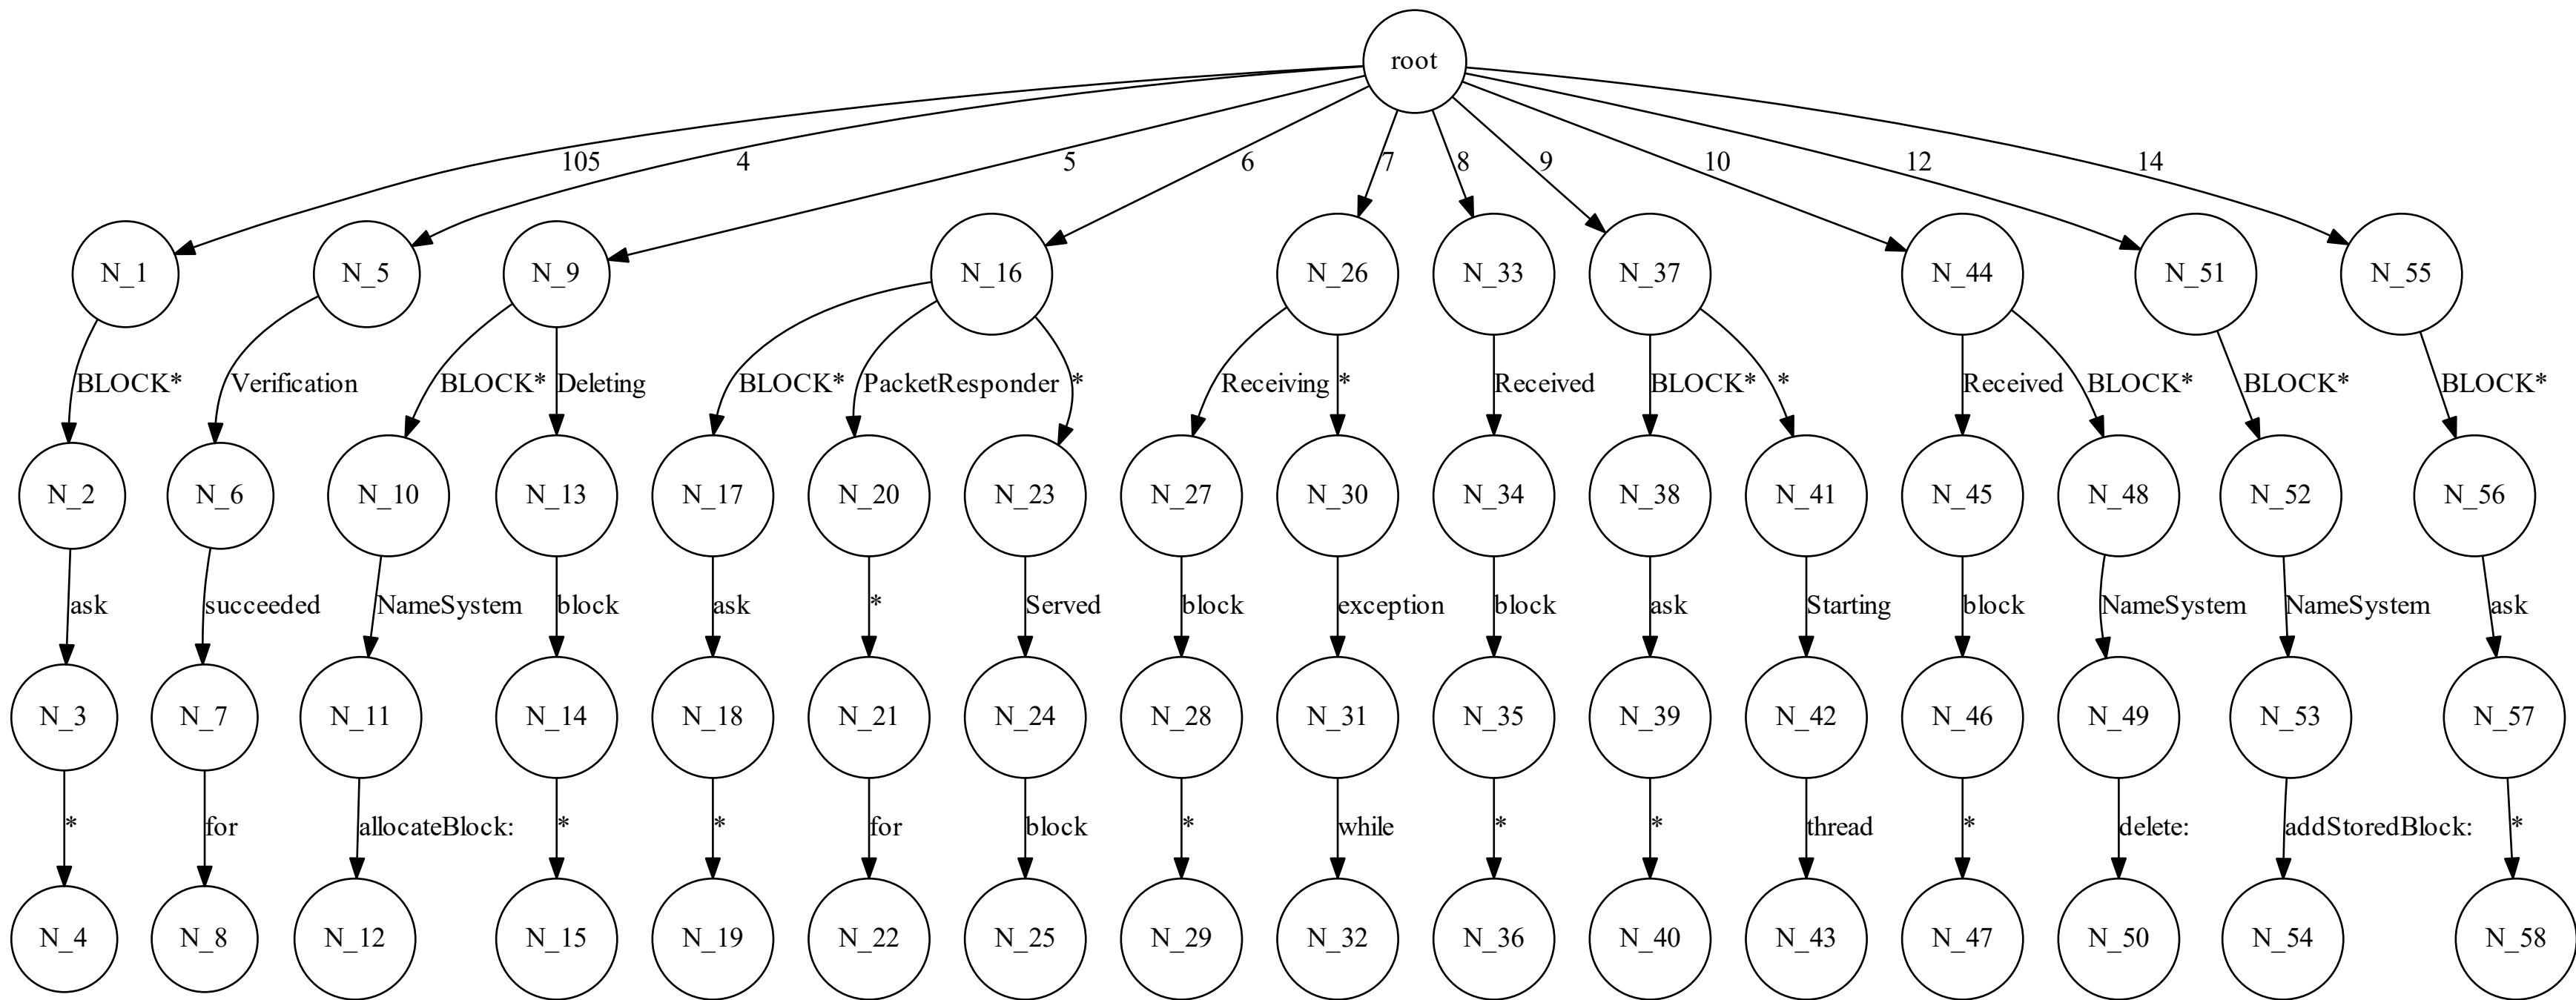 root
105 4 5 6 7 8 9 10 12 14
N_1 N_5 N_9 N_16 N_26 N_33 N_37 N_44 N_51 N_55
BLOCK* Verification BLOCK* Deleting BLOCK* PacketResponder * Receiving * Received BLOCK* * Received BLOCK* BLOCK* BLOCK*
N_2 N_6 N_10 N_13 N_17 N_20 N_23 N_27 N_30 N_34 N_38 N_41 N_45 N_48 N_52 N_56
ask succeeded NameSystem block ask * Served block exception block ask Starting block NameSystem NameSystem ask
N_3 N_7 N_11 N_14 N_18 N_21 N_24 N_28 N_31 N_35 N_39 N_42 N_46 N_49 N_53 N_57
* for allocateBlock: * * for block * while * * thread * delete: addStoredBlock: *
N_4 N_8 N_12 N_15 N_19 N_22 N_25 N_29 N_32 N_36 N_40 N_43 N_47 N_50 N_54 N_58